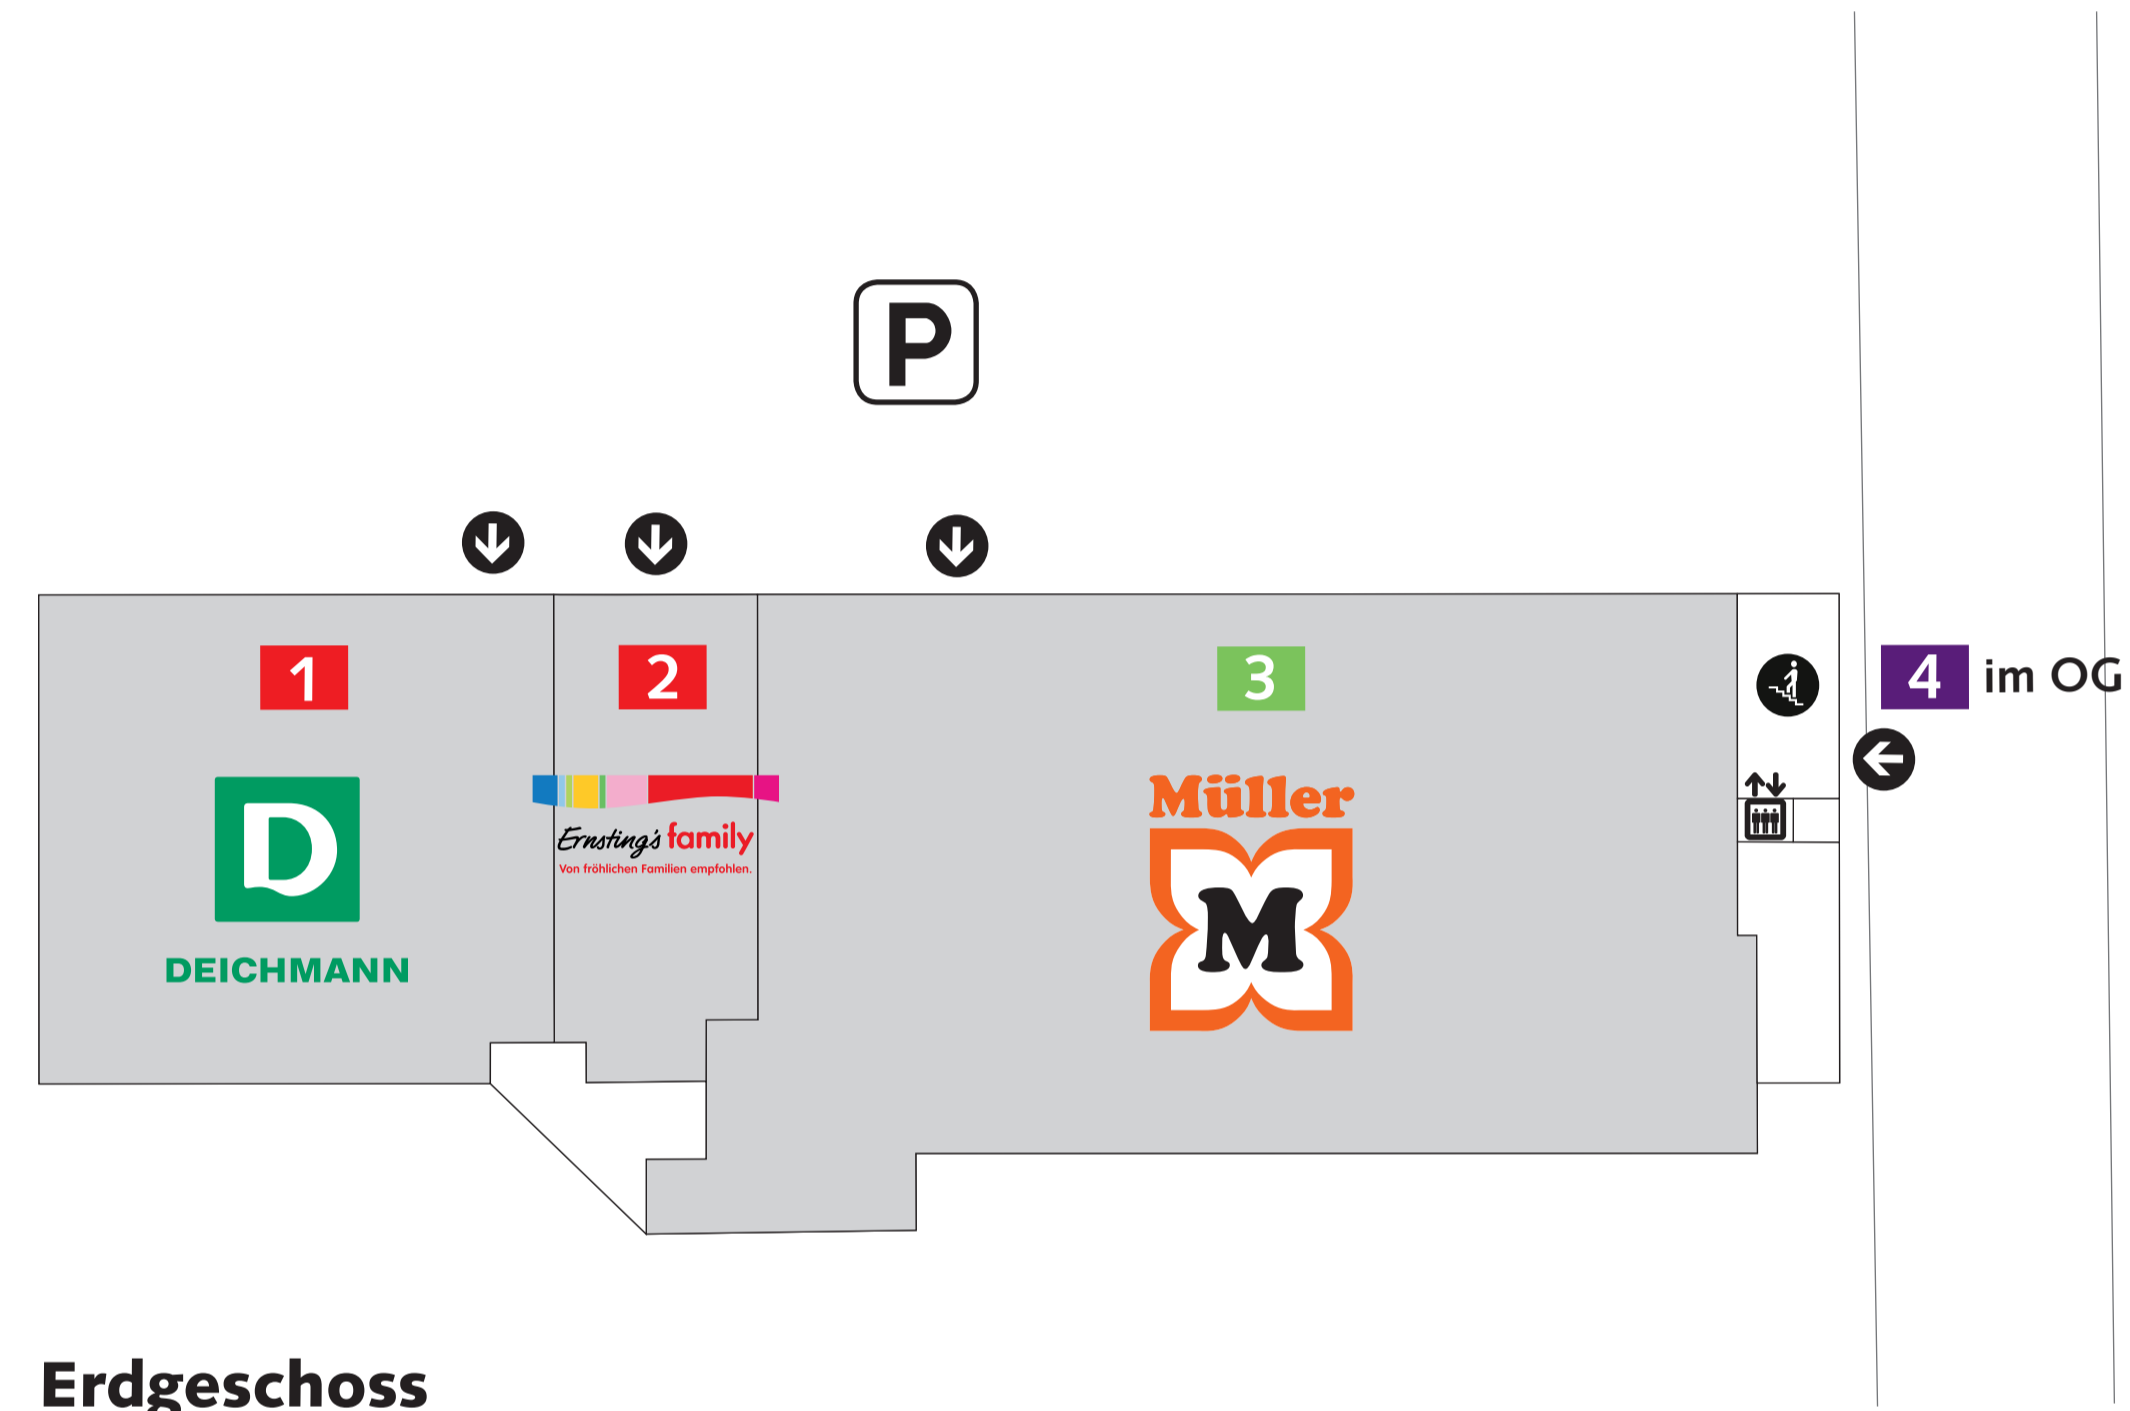 P
1
2
3
4 im OG
DEICHMANN
D
Ernsting's family
Von fröhlichen Familien empfohlen.
Müller
M
Erdgeschoss